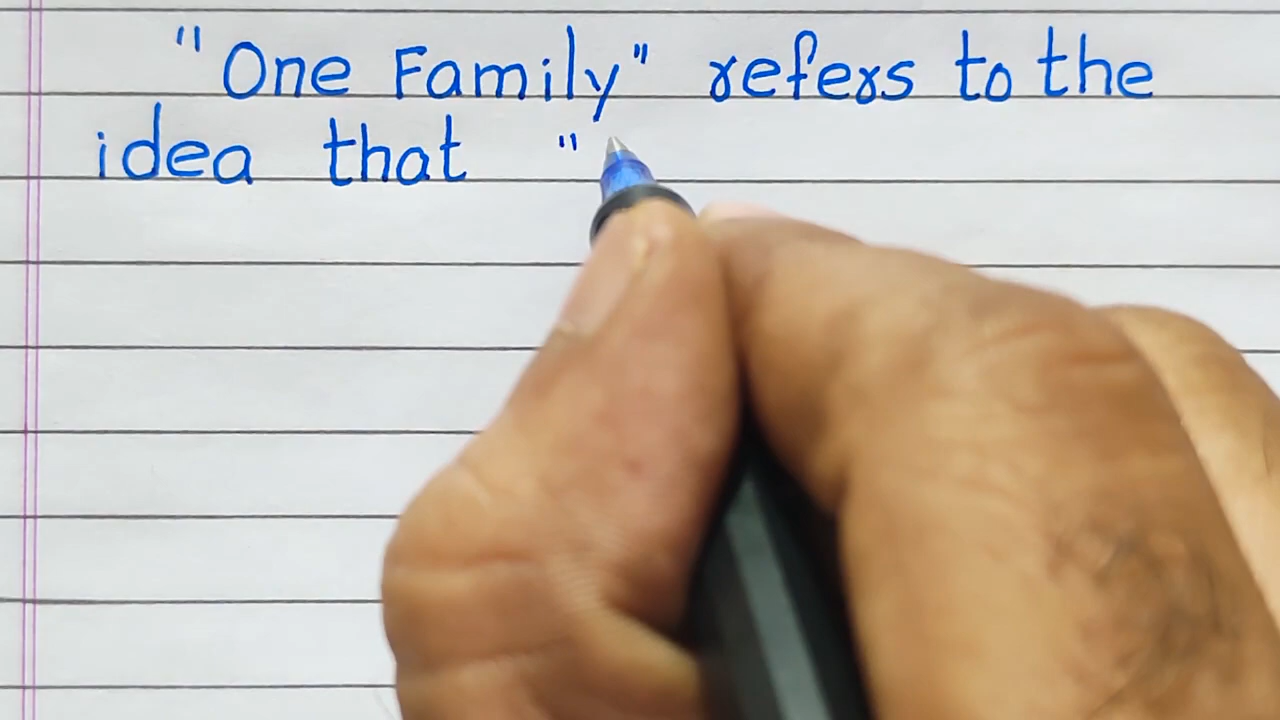 "One Family" refers to the
idea that "